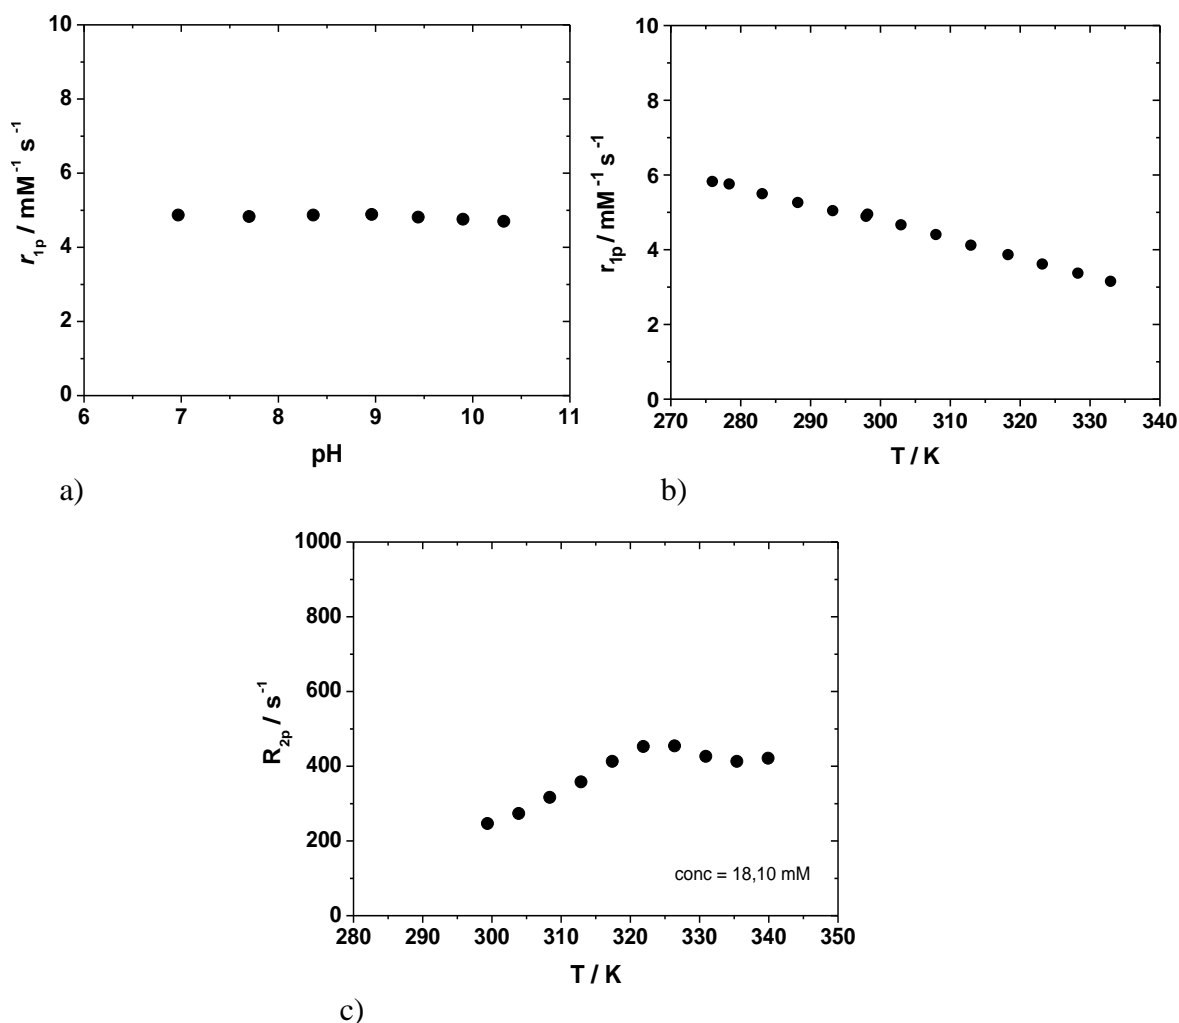 10
8
6
4
2
0
r1p / mM-1 s-1
6 7 8 9 10 11
pH
a)
10
8
6
4
2
0
r1p / mM-1 s-1
270 280 290 300 310 320 330 340
T / K
b)
1000
800
600
400
200
0
R2p / s-1
conc = 18,10 mM
280 290 300 310 320 330 340 350
T / K
c)